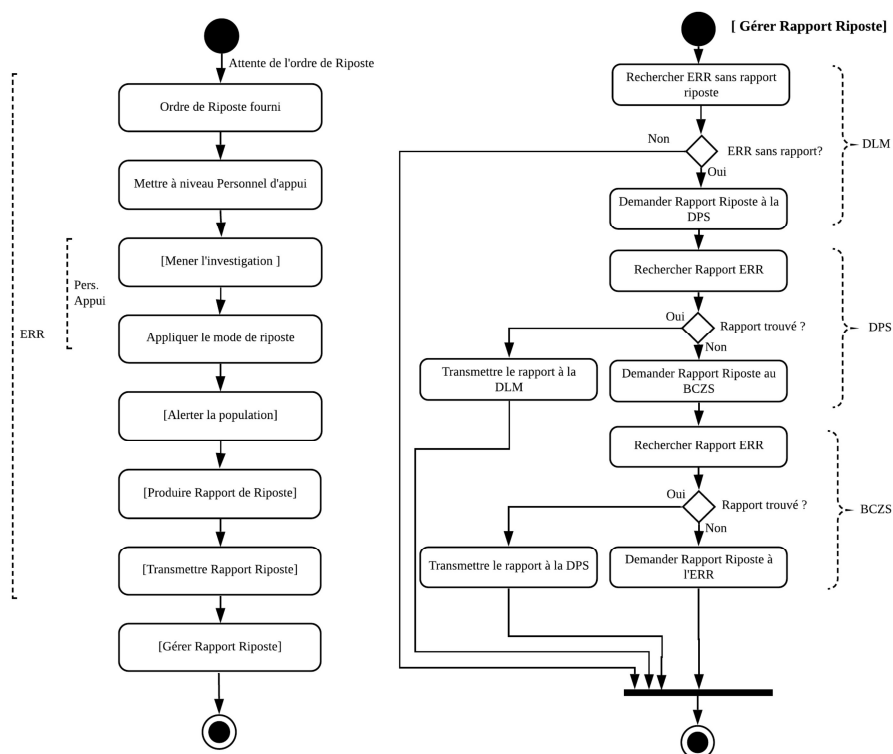 Attente de l'ordre de Riposte
Ordre de Riposte fourni
Mettre à niveau Personnel d'appui
[Mener l'investigation ]
Pers.
Appui
ERR
Appliquer le mode de riposte
[Alerter la population]
[Produire Rapport de Riposte]
[Transmettre Rapport Riposte]
[Gérer Rapport Riposte]
[ Gérer Rapport Riposte]
Rechercher ERR sans rapport
riposte
Non
ERR sans rapport?
DLM
Oui
Demander Rapport Riposte à la
DPS
Rechercher Rapport ERR
Oui
Rapport trouvé ?
DPS
Non
Transmettre le rapport à la
DLM
Demander Rapport Riposte au
BCZS
Rechercher Rapport ERR
Oui
Rapport trouvé ?
BCZS
Non
Transmettre le rapport à la DPS
Demander Rapport Riposte à
l'ERR